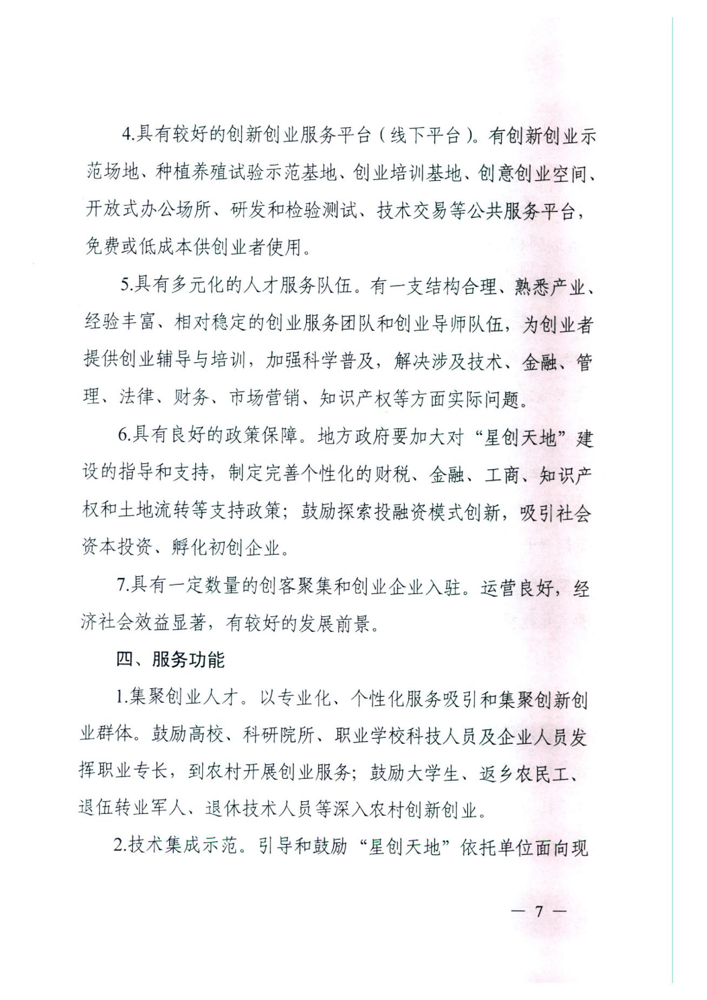 4.具有较好的创新创业服务平台（线下平台）。有创新创业示
范场地、种植养殖试验示范基地、创业培训基地、创意创业空间、
开放式办公场所、研发和检验测试、技术交易等公共服务平台，
免费或低成本供创业者使用。
5.具有多元化的人才服务队伍。有一支结构合理、熟悉产业、
经验丰富、相对稳定的创业服务团队和创业导师队伍，为创业者
提供创业辅导与培训，加强科学普及，解决涉及技术、金融、管
理、法律、财务、市场营销、知识产权等方面实际问题。
6.具有良好的政策保障。地方政府要加大对“星创天地”建
设的指导和支持，制定完善个性化的财税、金融、工商、知识产
权和土地流转等支持政策；鼓励探索投融资模式创新，吸引社会
资本投资、孵化初创企业。
7.具有一定数量的创客聚集和创业企业入驻。运营良好，经
济社会效益显著，有较好的发展前景。
四、服务功能
1.集聚创业人才。以专业化、个性化服务吸引和集聚创新创
业群体。鼓励高校、科研院所、职业学校科技人员及企业人员发
挥职业专长，到农村开展创业服务；鼓励大学生、返乡农民工、
退伍转业军人、退休技术人员等深入农村创新创业。
2.技术集成示范。引导和鼓励“星创天地”依托单位面向现
— 7 —